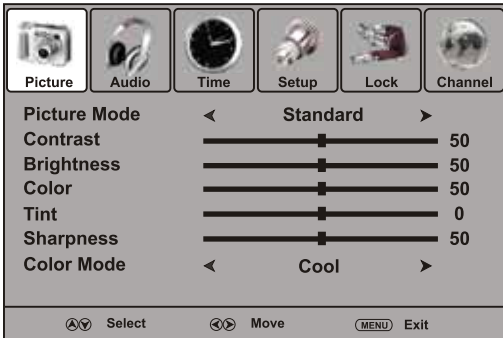 Picture Audio Time Setup Lock Channel
Picture Mode Standard
Contrast 50
Brightness 50
Color 50
Tint 0
Sharpness 50
Color Mode Cool
Select Move MENU Exit